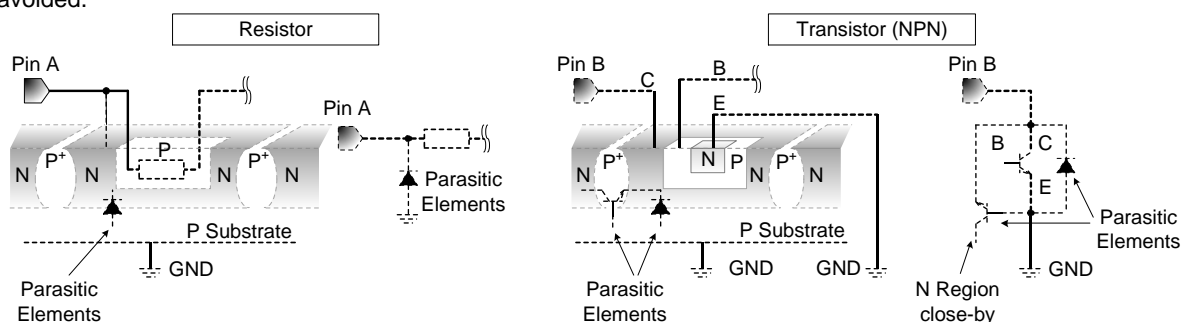 avoided.
Resistor
Transistor (NPN)
Pin A
Pin A
P
N P+ N N P+ N
Parasitic
Elements
P Substrate
GND
Parasitic
Elements
Pin B
C
B
E
N P+ N N P P+ N
P Substrate
GND
GND
Parasitic
Elements
Pin B
B
C
E
Parasitic
Elements
GND
N Region
close-by